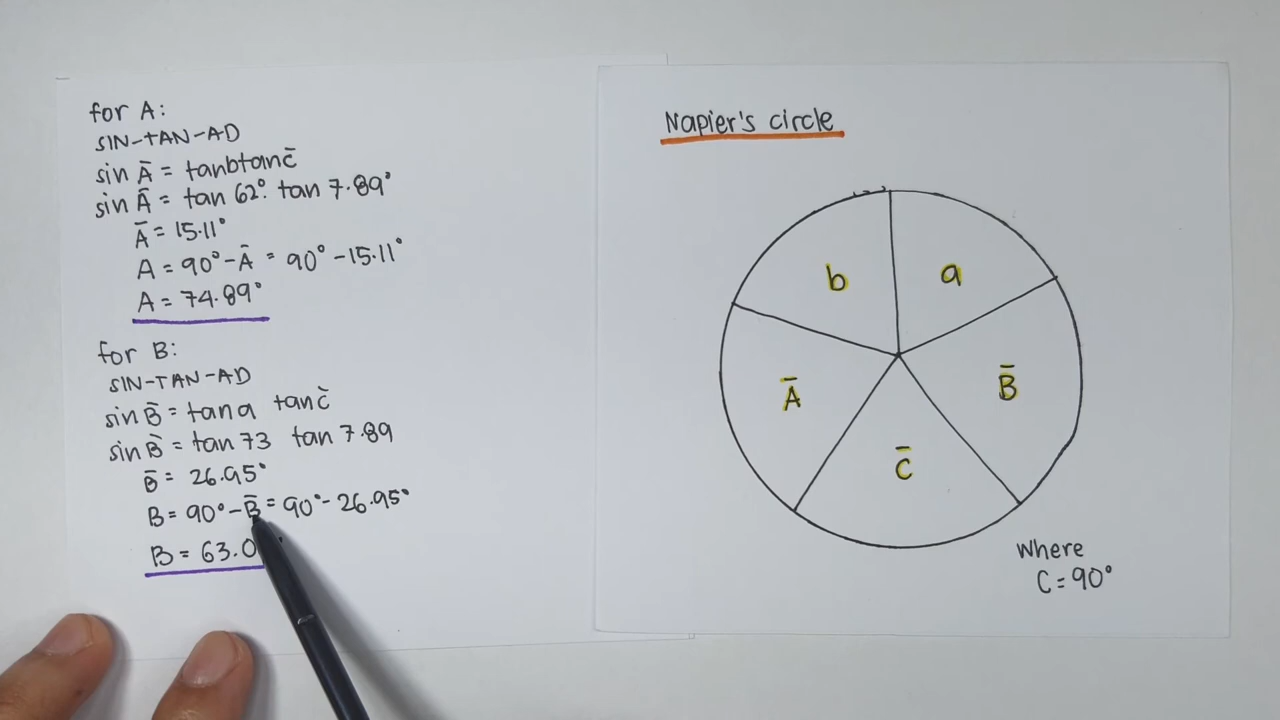 for A:
SIN-TAN-AD
sin Ā = tanbtanc̄
sin Ā = tan 62°. tan 7.89°
Ā = 15.11°
A = 90° - Ā = 90° - 15.11°
A = 74.89°
for B:
SIN-TAN-AD
sin B̄ = tan a tan c̄
sin B̄ = tan 73 tan 7.89
B̄ = 26.95°
B = 90° - B̄ = 90° - 26.95°
B = 63.0
Napier's circle
b
a
Ā
B̄
c̄
Where
C = 90°